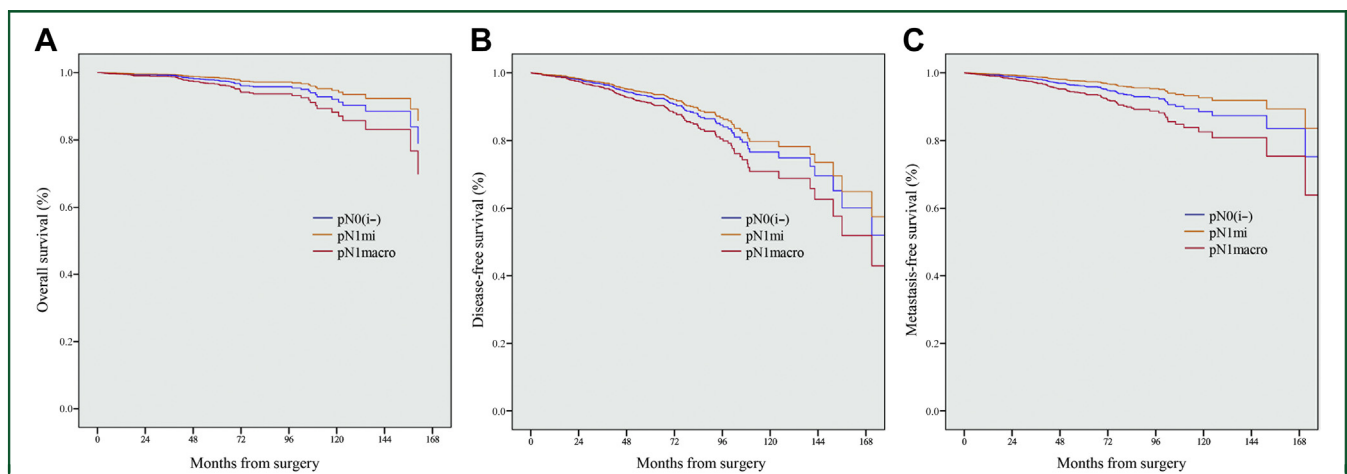 A
Overall survival (%)
1.0
0.8
0.6
0.4
0.2
0.0
pN0(i–)
pN1mi
pN1macro
0 24 48 72 96 120 144 168
Months from surgery
B
Disease-free survival (%)
1.0
0.8
0.6
0.4
0.2
0.0
pN0(i–)
pN1mi
pN1macro
0 24 48 72 96 120 144 168
Months from surgery
C
Metastasis-free survival (%)
1.0
0.8
0.6
0.4
0.2
0.0
pN0(i–)
pN1mi
pN1macro
0 24 48 72 96 120 144 168
Months from surgery